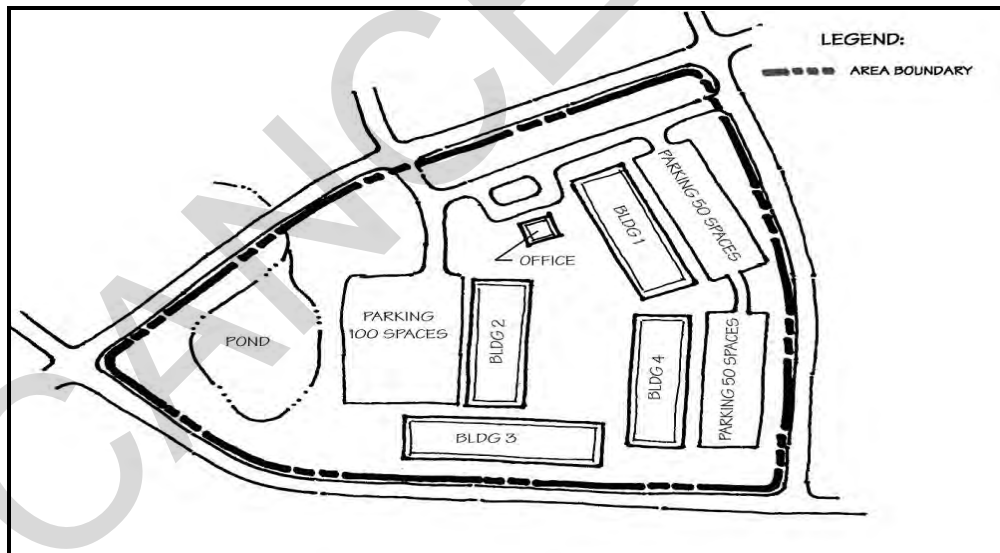 LEGEND:
AREA BOUNDARY
PARKING 50 SPACES
BLDG 1
OFFICE
PARKING
100 SPACES
BLDG 2
POND
BLDG 4
PARKING 50 SPACES
BLDG 3
CANCE